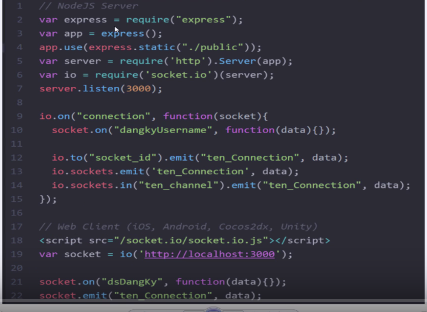 1 // NodeJS Server
2 var express = require("express");
3 var app = express();
4 app.use(express.static("./public"));
5 var server = require('http').Server(app);
6 var io = require('socket.io')(server);
7 server.listen(3000);
8
9 io.on("connection", function(socket){
10 socket.on("dangkyUsername", function(data){});
11
12 io.to("socket_id").emit("ten_Connection", data);
13 io.sockets.emit('ten_Connection', data);
14 io.sockets.in("ten_channel").emit("ten_Connection", data);
15 });
16
17 // Web Client (iOS, Android, Cocos2dx, Unity)
18 <script src="/socket.io/socket.io.js"></script>
19 var socket = io('http://localhost:3000');
20
21 socket.on("dsDangKy", function(data){});
22 socket.emit("ten_Connection", data);